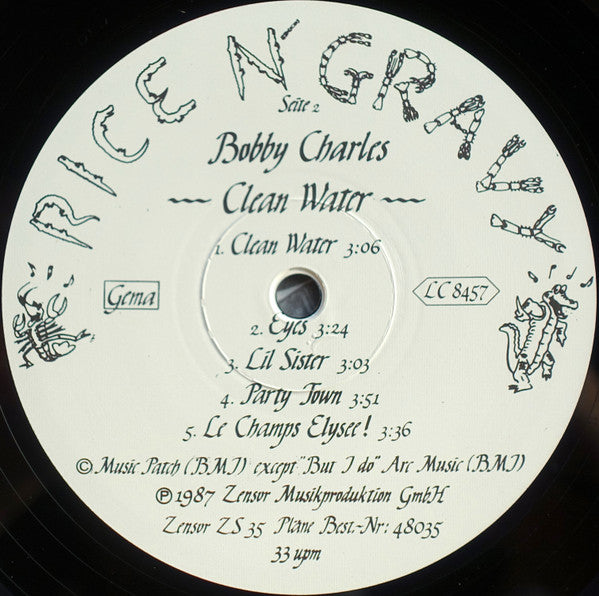 RICE N' GRAVY
Seite 2
Bobby Charles
~ Clean Water ~
1. Clean Water 3:06
Gema
LC 8457
2. Eyes 3:24
3. Lil Sister 3:03
4. Party Town 3:51
5. Le Champs Elysee! 3:36
© Music Patch (BMI) except "But I do" Arc Music (BMI)
℗ 1987 Zensor Musikproduktion GmbH
Zensor ZS 35 Pläne Best.-Nr: 48035
33 upm